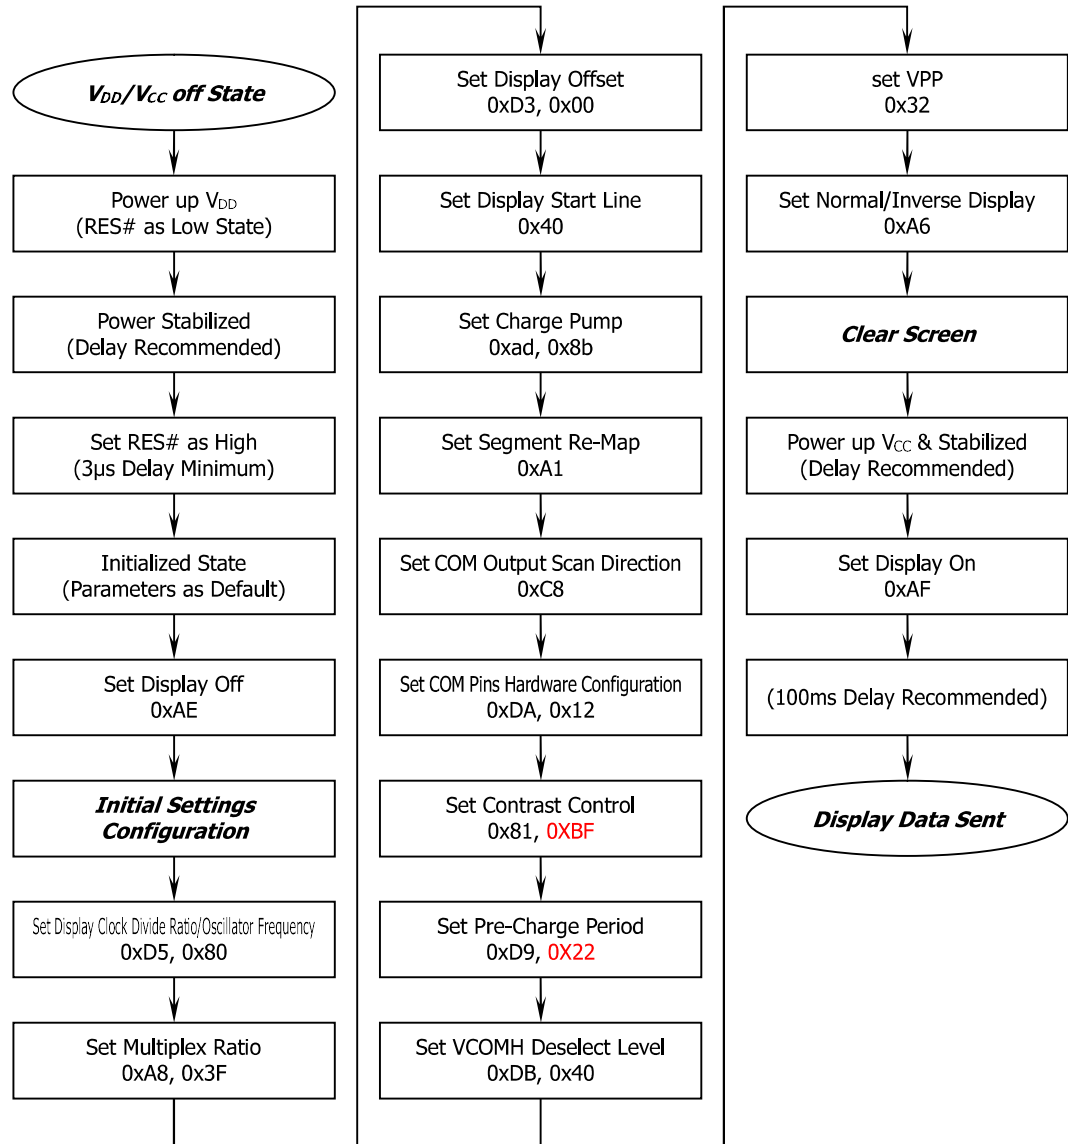 V_DD/V_CC off State
Power up V_DD
(RES# as Low State)
Power Stabilized
(Delay Recommended)
Set RES# as High
(3μs Delay Minimum)
Initialized State
(Parameters as Default)
Set Display Off
0xAE
Initial Settings
Configuration
Set Display Clock Divide Ratio/Oscillator Frequency
0xD5, 0x80
Set Multiplex Ratio
0xA8, 0x3F
Set Display Offset
0xD3, 0x00
Set Display Start Line
0x40
Set Charge Pump
0xad, 0x8b
Set Segment Re-Map
0xA1
Set COM Output Scan Direction
0xC8
Set COM Pins Hardware Configuration
0xDA, 0x12
Set Contrast Control
0x81, 0XBF
Set Pre-Charge Period
0xD9, 0X22
Set VCOMH Deselect Level
0xDB, 0x40
set VPP
0x32
Set Normal/Inverse Display
0xA6
Clear Screen
Power up V_CC & Stabilized
(Delay Recommended)
Set Display On
0xAF
(100ms Delay Recommended)
Display Data Sent